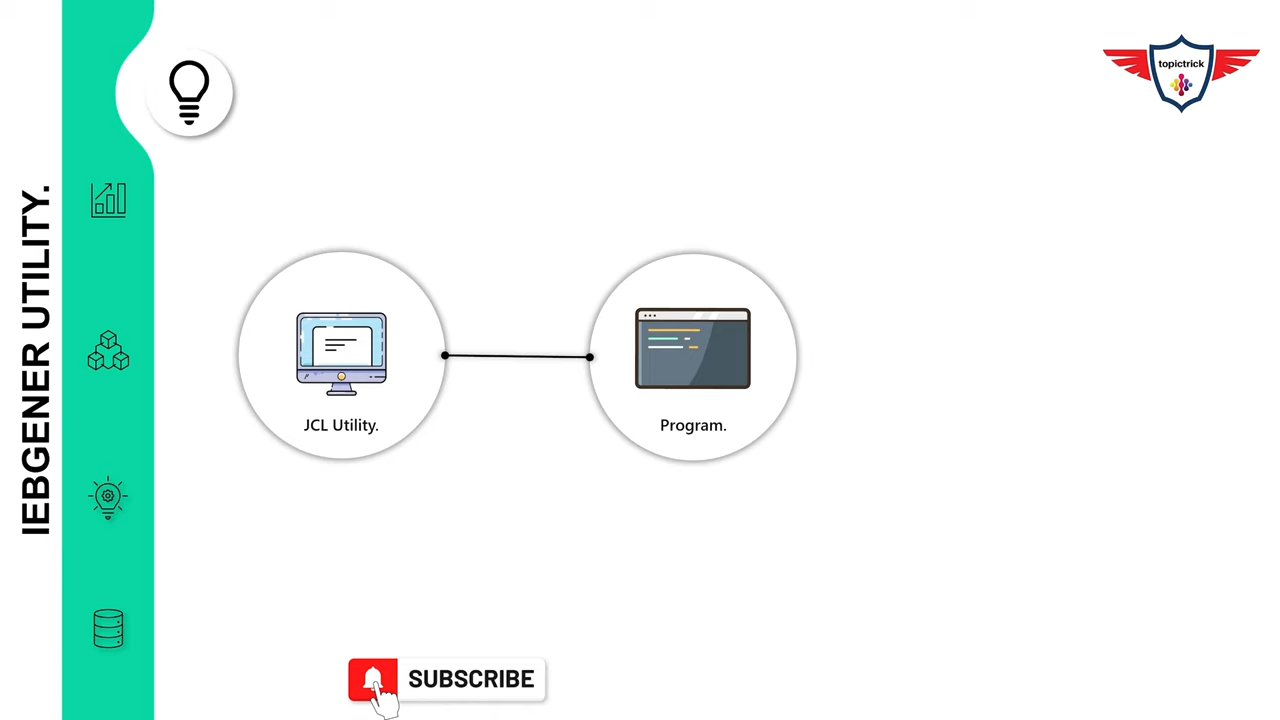 IEBGENER UTILITY.
topictrick
JCL Utility.
Program.
SUBSCRIBE